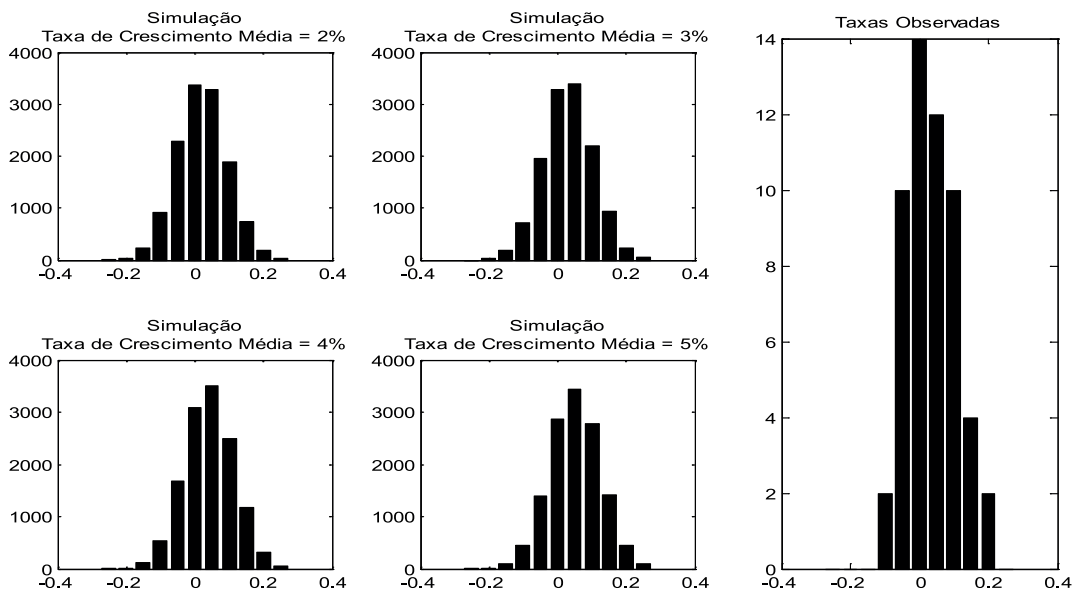 Simulação
Taxa de Crescimento Média = 2%
4000
3000
2000
1000
0
-0.4 -0.2 0 0.2 0.4
Simulação
Taxa de Crescimento Média = 3%
4000
3000
2000
1000
0
-0.4 -0.2 0 0.2 0.4
Simulação
Taxa de Crescimento Média = 4%
4000
3000
2000
1000
0
-0.4 -0.2 0 0.2 0.4
Simulação
Taxa de Crescimento Média = 5%
4000
3000
2000
1000
0
-0.4 -0.2 0 0.2 0.4
Taxas Observadas
14
12
10
8
6
4
2
0
-0.4 -0.2 0 0.2 0.4